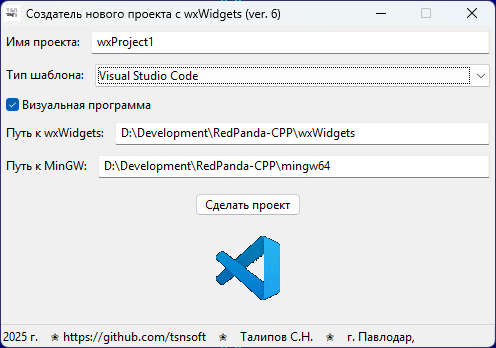 Создатель нового проекта с wxWidgets (ver. 6)
Имя проекта: wxProject1
Тип шаблона: Visual Studio Code
Визуальная программа
Путь к wxWidgets: D:\Development\RedPanda-CPP\wxWidgets
Путь к MinGW: D:\Development\RedPanda-CPP\mingw64
Сделать проект
2025 г. ✬ https://github.com/tsnsoft ✬ Талипов С.Н. ✬ г. Павлодар,